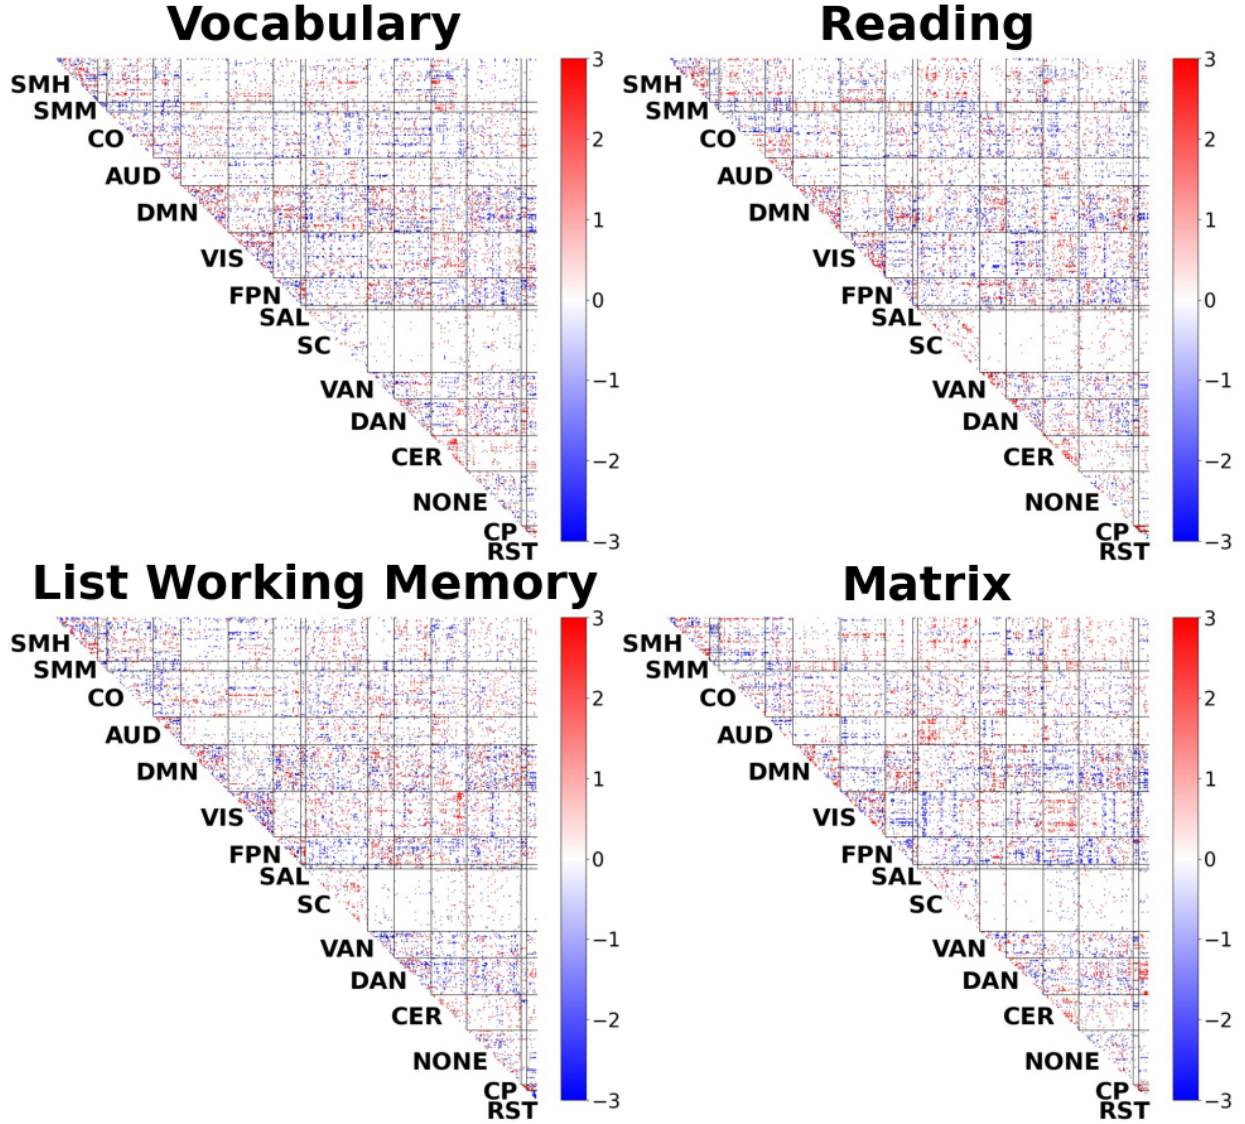 Vocabulary
SMH
SMM
CO
AUD
DMN
VIS
FPN
SAL
SC
VAN
DAN
CER
NONE
CP
RST
3
2
1
0
−1
−2
−3
Reading
SMH
SMM
CO
AUD
DMN
VIS
FPN
SAL
SC
VAN
DAN
CER
NONE
CP
RST
3
2
1
0
−1
−2
−3
List Working Memory
SMH
SMM
CO
AUD
DMN
VIS
FPN
SAL
SC
VAN
DAN
CER
NONE
CP
RST
3
2
1
0
−1
−2
−3
Matrix
SMH
SMM
CO
AUD
DMN
VIS
FPN
SAL
SC
VAN
DAN
CER
NONE
CP
RST
3
2
1
0
−1
−2
−3